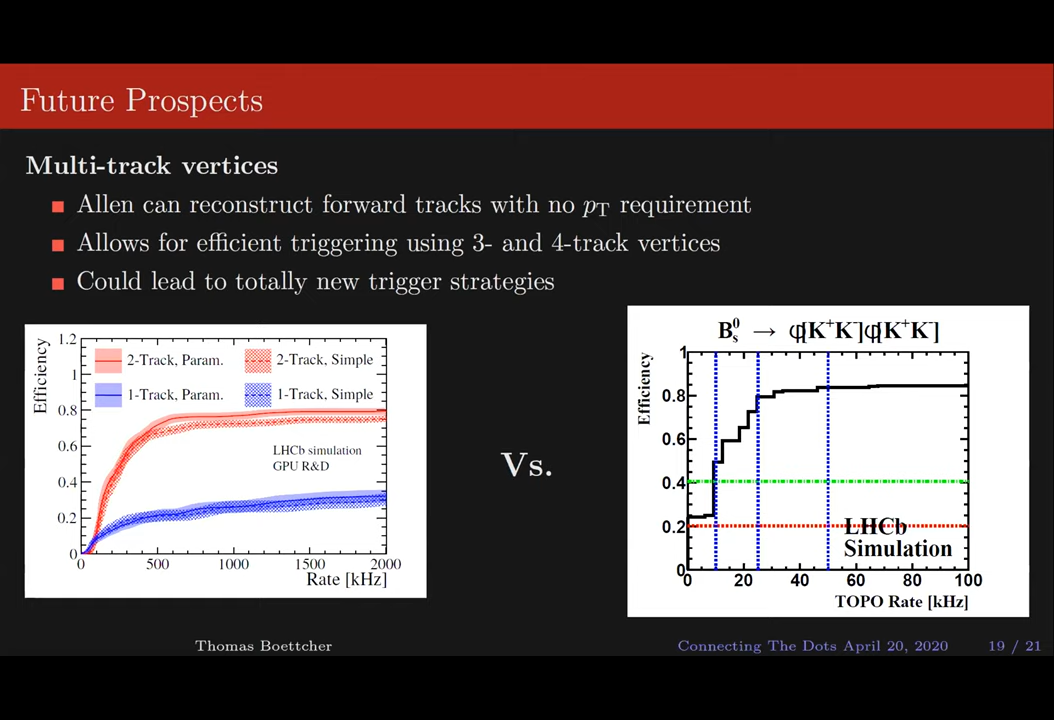 Future Prospects
Multi-track vertices
Allen can reconstruct forward tracks with no pT requirement
Allows for efficient triggering using 3- and 4-track vertices
Could lead to totally new trigger strategies
Efficiency
1.2
1
0.8
0.6
0.4
0.2
0
2-Track, Param.
2-Track, Simple
1-Track, Param.
1-Track, Simple
LHCb simulation
GPU R&D
0 500 1000 1500 2000
Rate [kHz]
Vs.
B⁰s → φ[K⁺K⁻]φ[K⁺K⁻]
Efficiency
1
0.8
0.6
0.4
0.2
0
LHCb
Simulation
0 20 40 60 80 100
TOPO Rate [kHz]
Thomas Boettcher
Connecting The Dots April 20, 2020
19 / 21